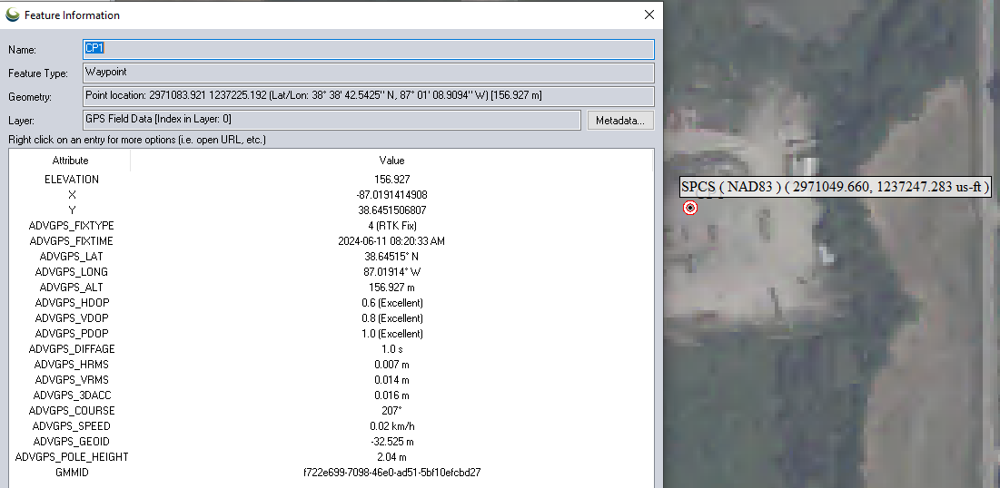 Feature Information
Name: CP1
Feature Type: Waypoint
Geometry: Point location: 2971083.921 1237225.192 (Lat/Lon: 38° 38' 42.5425" N, 87° 01' 08.9094" W) [156.927 m]
Layer: GPS Field Data [Index in Layer: 0] Metadata...
Right click on an entry for more options (i.e. open URL, etc.)
Attribute Value
ELEVATION 156.927
X -87.0191414908
Y 38.6451506807
ADVGPS_FIXTYPE 4 (RTK Fix)
ADVGPS_FIXTIME 2024-06-11 08:20:33 AM
ADVGPS_LAT 38.64515° N
ADVGPS_LONG 87.01914° W
ADVGPS_ALT 156.927 m
ADVGPS_HDOP 0.6 (Excellent)
ADVGPS_VDOP 0.8 (Excellent)
ADVGPS_PDOP 1.0 (Excellent)
ADVGPS_DIFFAGE 1.0 s
ADVGPS_HRMS 0.007 m
ADVGPS_VRMS 0.014 m
ADVGPS_3DACC 0.016 m
ADVGPS_COURSE 207°
ADVGPS_SPEED 0.02 km/h
ADVGPS_GEOID -32.525 m
ADVGPS_POLE_HEIGHT 2.04 m
GMMID f722e699-7098-46e0-ad51-5bf10efcbd27
SPCS ( NAD83 ) ( 2971049.660, 1237247.283 us-ft )